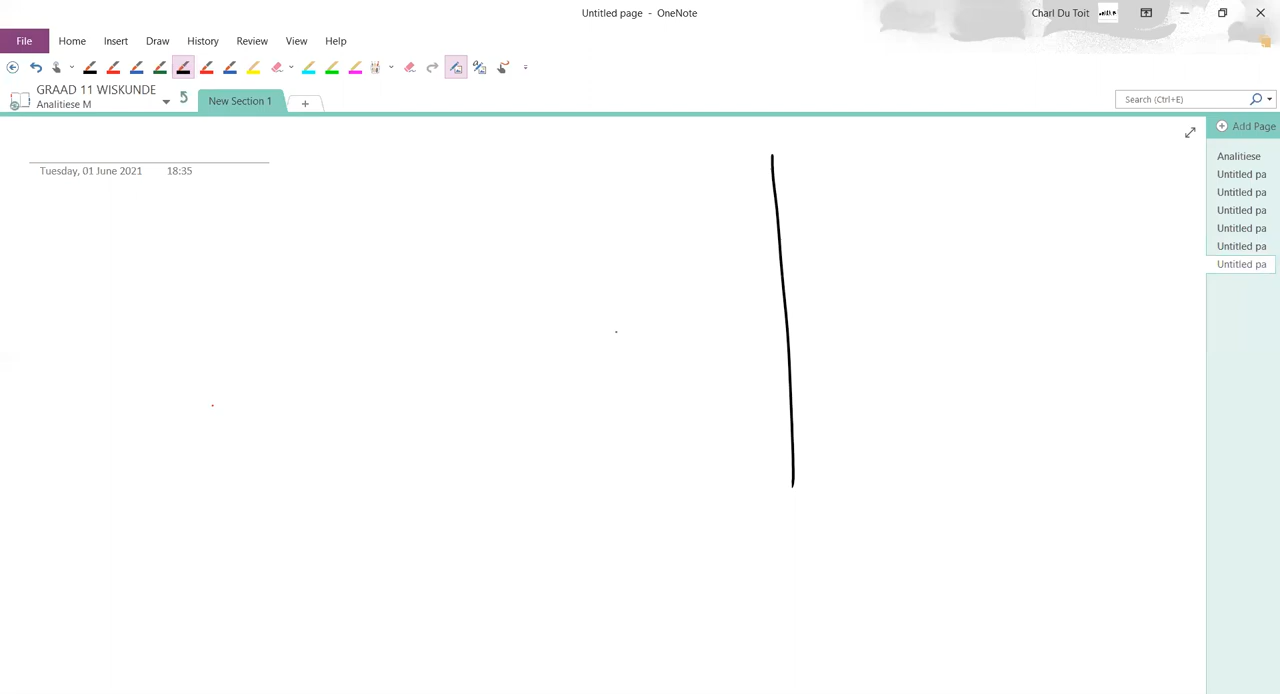 Untitled page - OneNote
Charl Du Toit
File Home Insert Draw History Review View Help
GRAAD 11 WISKUNDE
Analitiese M
New Section 1
Search (Ctrl+E)
Add Page
Tuesday, 01 June 2021 18:35
Analitiese
Untitled pa
Untitled pa
Untitled pa
Untitled pa
Untitled pa
Untitled pa